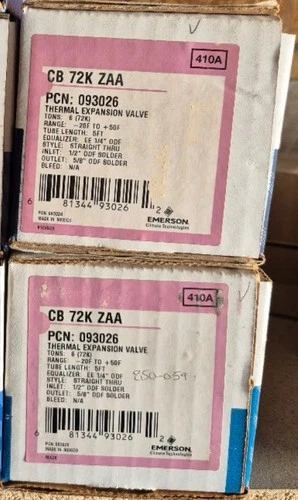 410A
CB 72K ZAA
PCN: 093026
THERMAL EXPANSION VALVE
TONS: 6 (72K)
RANGE: -20F TO +50F
TUBE LENGTH: 5FT
EQUALIZER: EE 1/4" ODF
STYLE: STRAIGHT THRU
INLET: 1/2" ODF SOLDER
OUTLET: 5/8" ODF SOLDER
BLEED: N/A
6 81344 93026 2
EMERSON
Climate Technologies
MADE IN MEXICO
410A
CB 72K ZAA
PCN: 093026
THERMAL EXPANSION VALVE
TONS: 6 (72K)
RANGE: -20F TO +50F
TUBE LENGTH: 5FT
EQUALIZER: EE 1/4" ODF
STYLE: STRAIGHT THRU
INLET: 1/2" ODF SOLDER
OUTLET: 5/8" ODF SOLDER
BLEED: N/A
6 81344 93026 2
EMERSON
Climate Technologies
MADE IN MEXICO